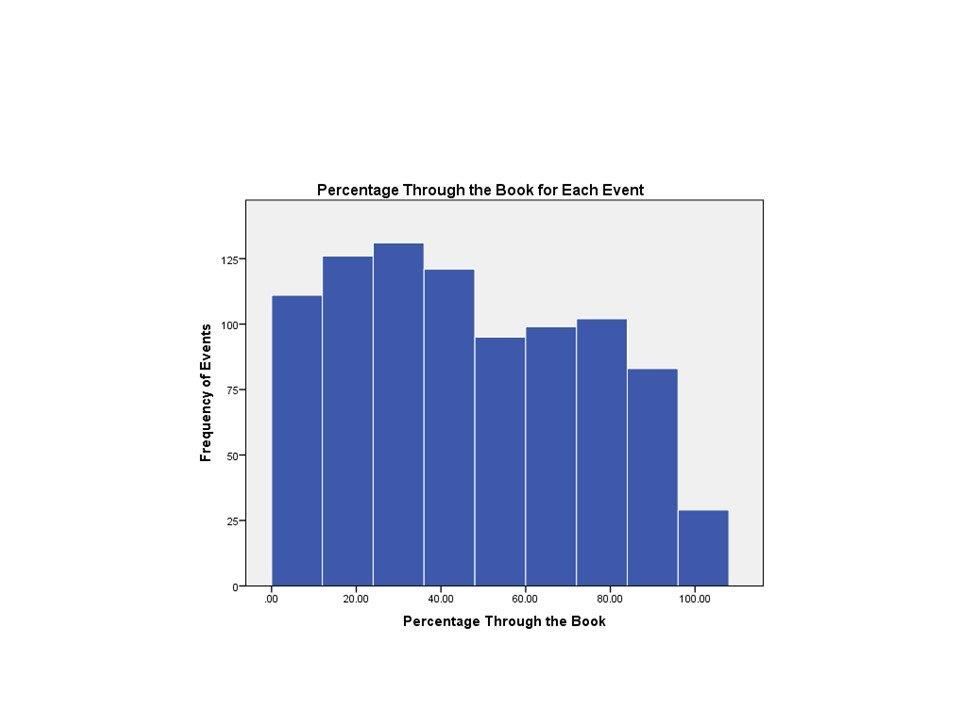 Percentage Through the Book for Each Event
125
100
75
50
25
0
Frequency of Events
.00 20.00 40.00 60.00 80.00 100.00
Percentage Through the Book